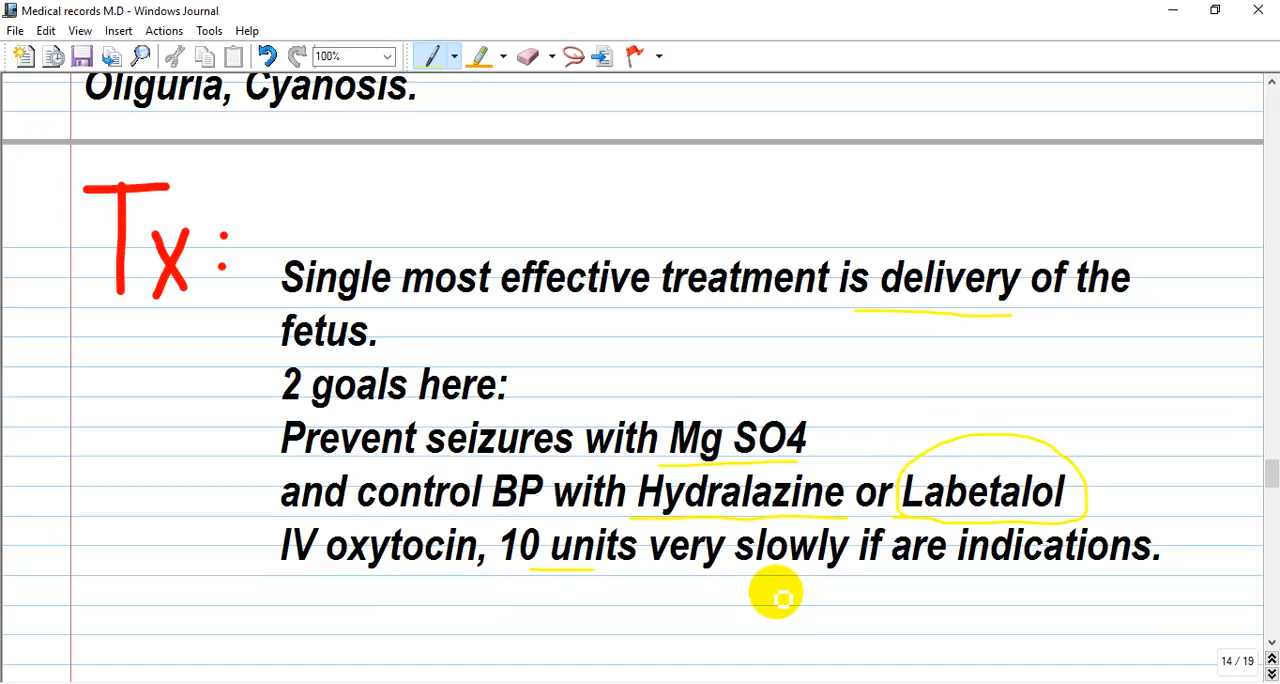 Medical records M.D - Windows Journal
File Edit View Insert Actions Tools Help
100%
Oliguria, Cyanosis.
Tx:
Single most effective treatment is delivery of the
fetus.
2 goals here:
Prevent seizures with Mg SO4
and control BP with Hydralazine or Labetalol
IV oxytocin, 10 units very slowly if are indications.
14 / 19